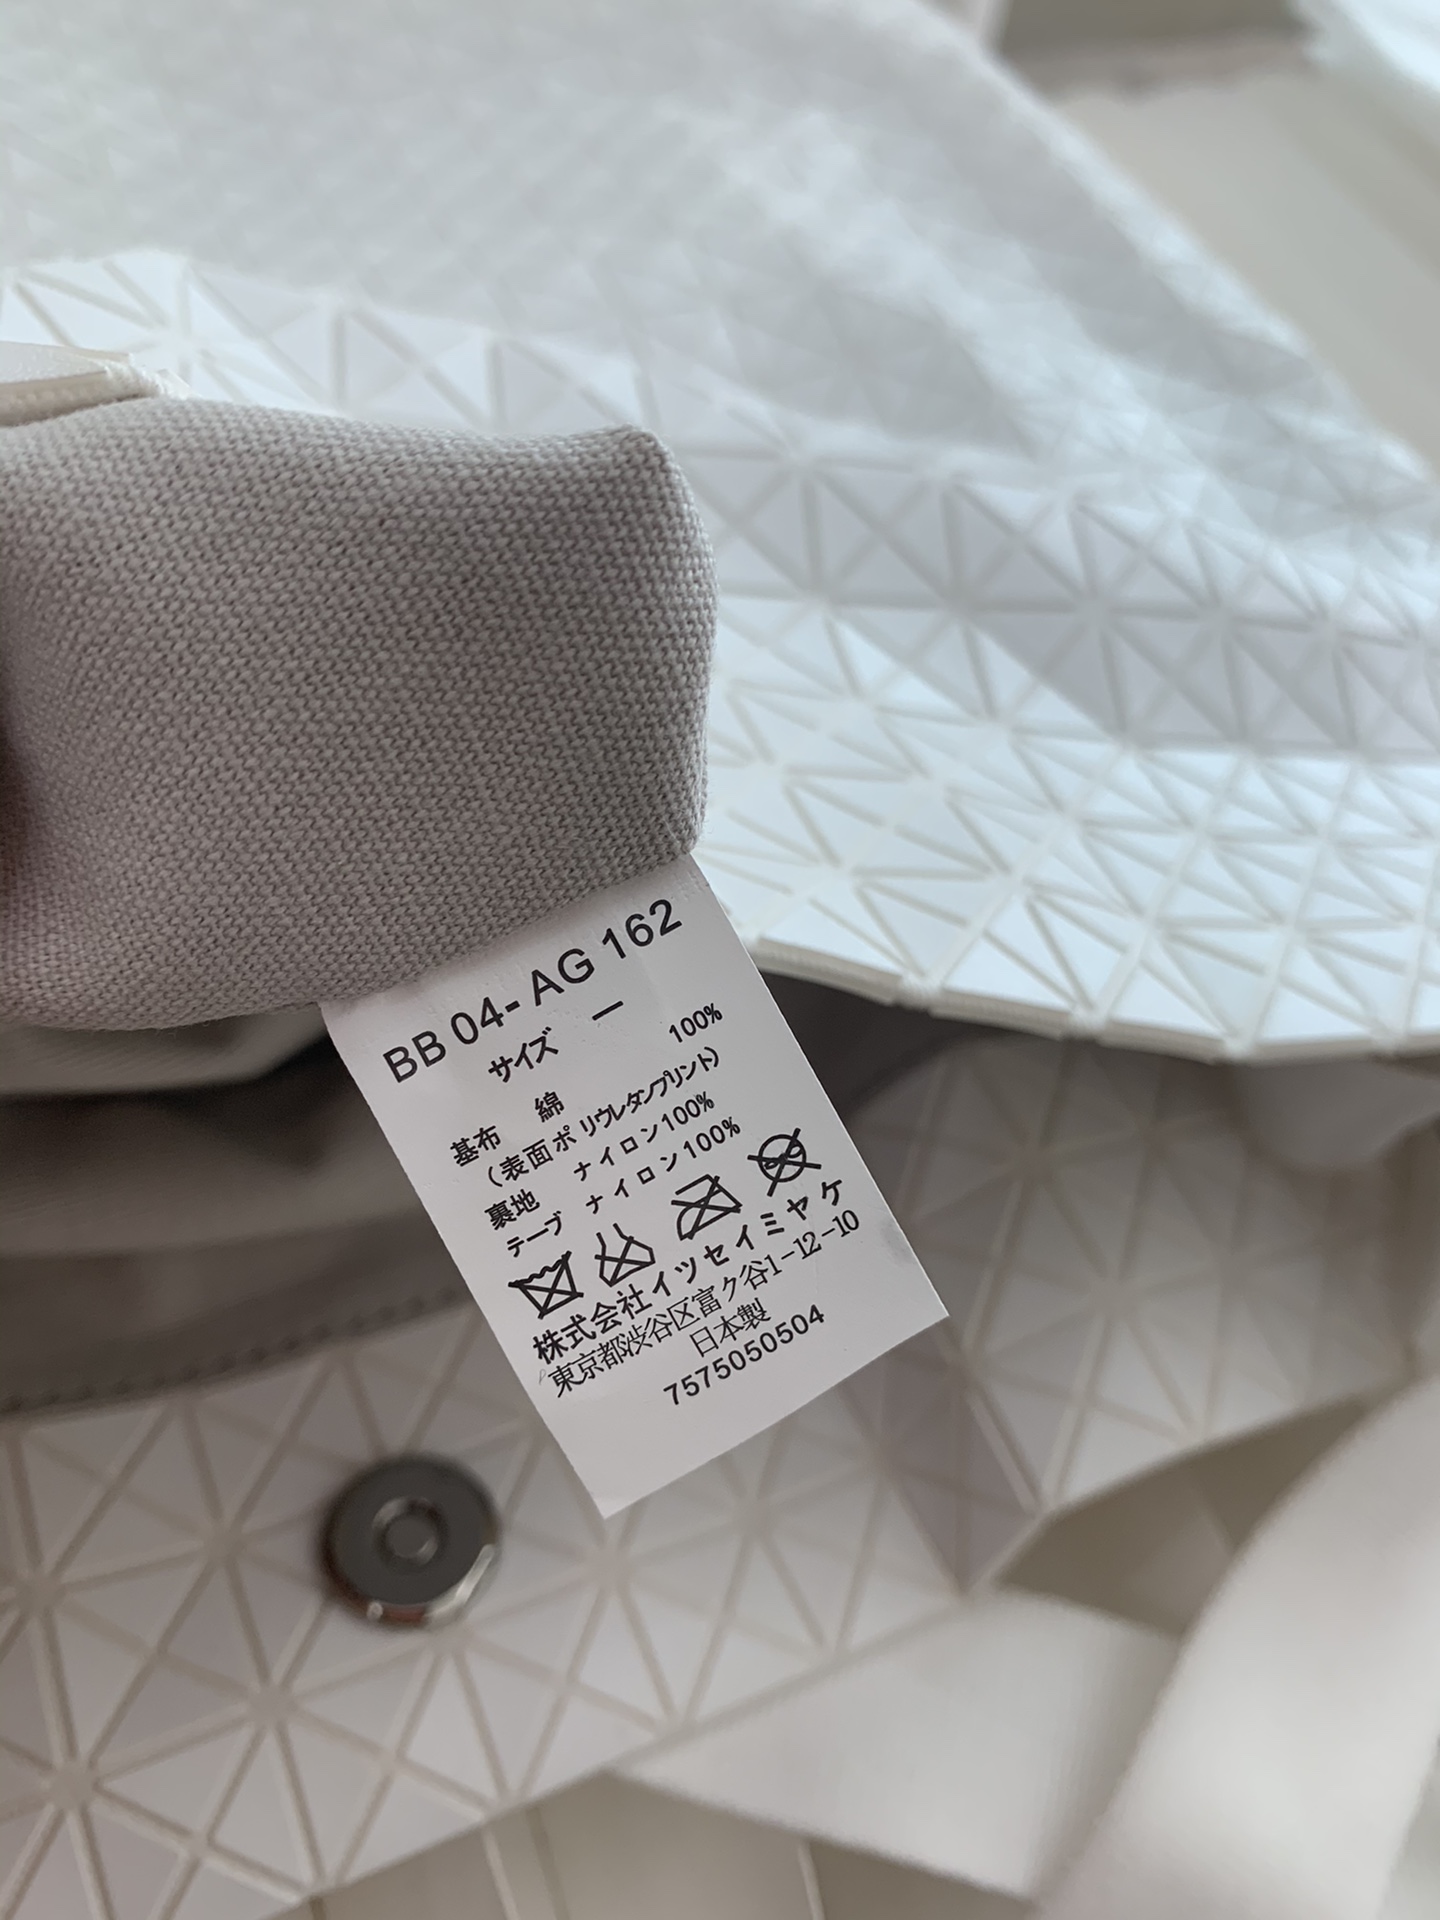 BB 04- AG 162
サイズ ー
基布 綿 100%
(表面ポリウレタンプリント)
裏地 ナイロン100%
テープ ナイロン100%
株式会社イツセイミヤケ
東京都渋谷区富ケ谷1-12-10
日本製
7575050504